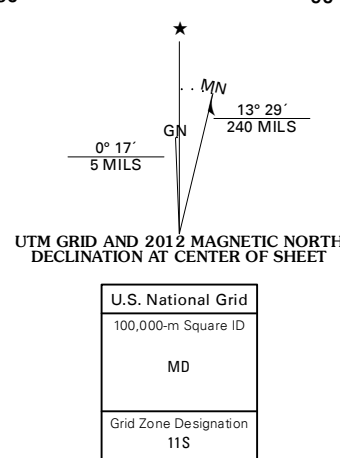 ★
MN
GN
13° 29´
240 MILS
0° 17´
5 MILS
UTM GRID AND 2012 MAGNETIC NORTH
DECLINATION AT CENTER OF SHEET
U.S. National Grid
100,000-m Square ID
MD
Grid Zone Designation
11S